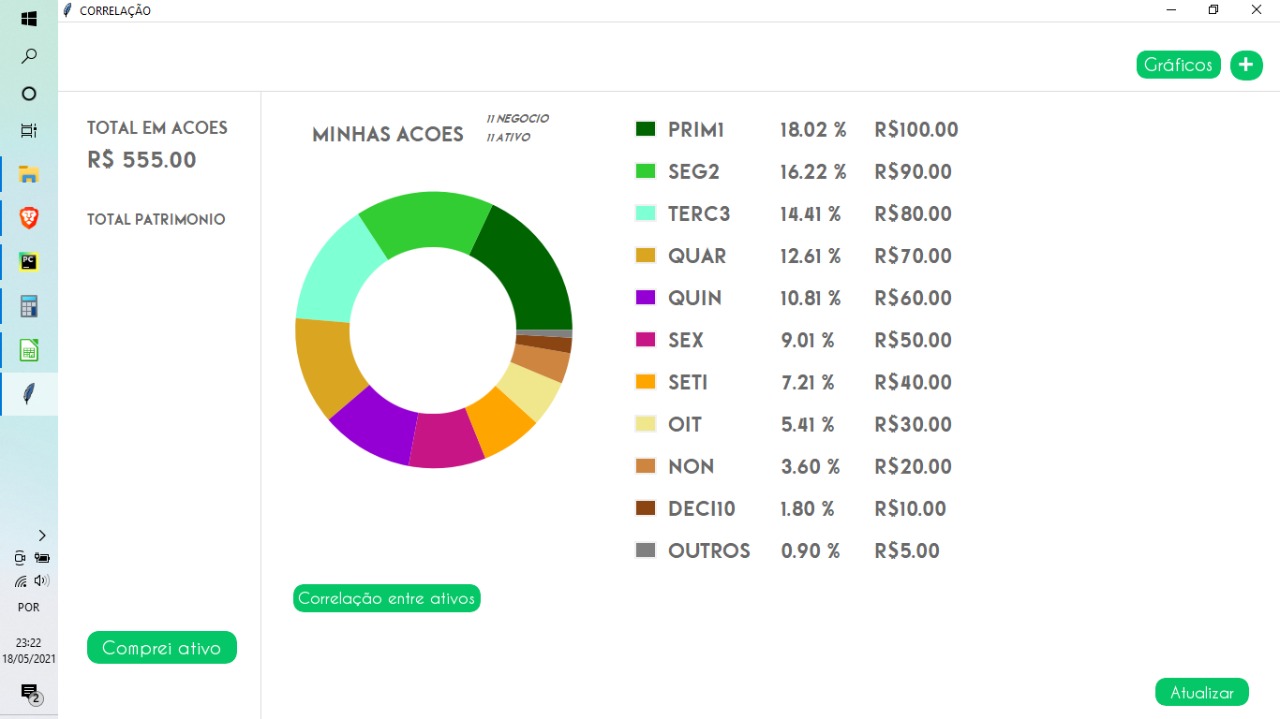 CORRELAÇÃO
Gráficos +
TOTAL EM ACOES
R$ 555.00
TOTAL PATRIMONIO
MINHAS ACOES
11 NEGOCIO
11 ATIVO
PRIM1 18.02 % R$100.00
SEG2 16.22 % R$90.00
TERC3 14.41 % R$80.00
QUAR 12.61 % R$70.00
QUIN 10.81 % R$60.00
SEX 9.01 % R$50.00
SETI 7.21 % R$40.00
OIT 5.41 % R$30.00
NON 3.60 % R$20.00
DECI10 1.80 % R$10.00
OUTROS 0.90 % R$5.00
Correlação entre ativos
Comprei ativo
Atualizar
PC
POR
23:22
18/05/2021
2